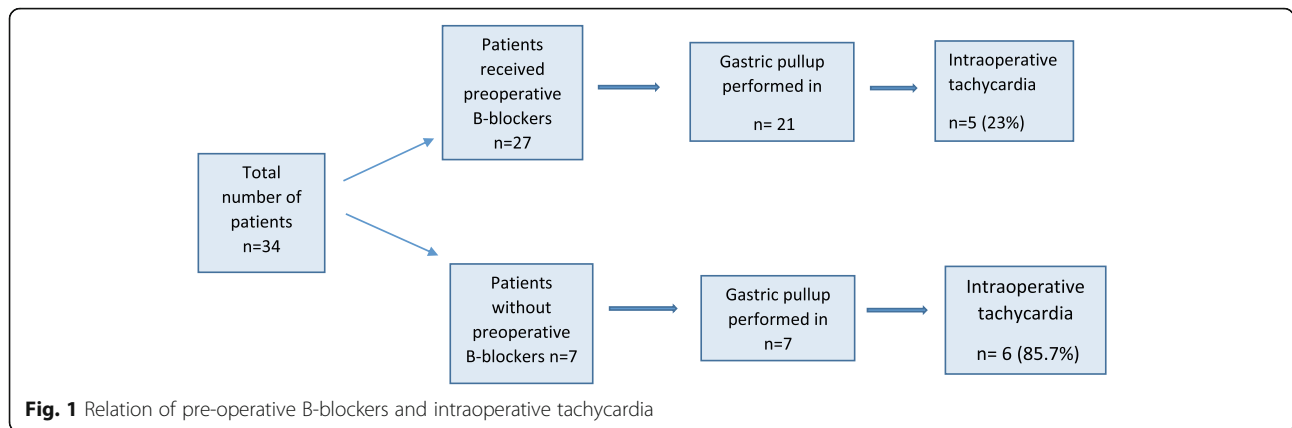 Total
number of
patients
n=34
Patients
received
preoperative
B-blockers
n=27
Gastric pullup
performed in
n= 21
Intraoperative
tachycardia
n=5 (23%)
Patients
without
preoperative
B-blockers n=7
Gastric pullup
performed in
n=7
Intraoperative
tachycardia
n= 6 (85.7%)
Fig. 1 Relation of pre-operative B-blockers and intraoperative tachycardia